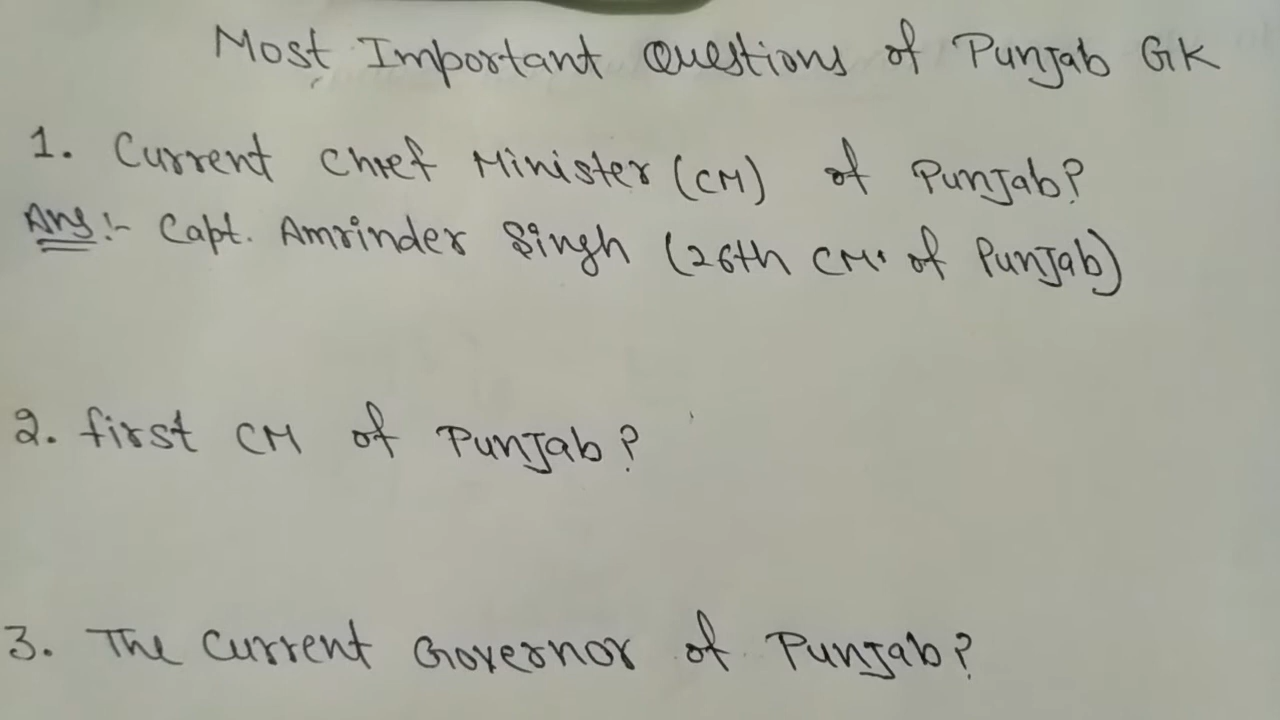 Most Important Questions of Punjab GK
1. Current Chief Minister (CM) of Punjab?
Ans:- Capt. Amrinder Singh (26th CM. of Punjab)
2. first CM of Punjab?
3. The Current Governor of Punjab?